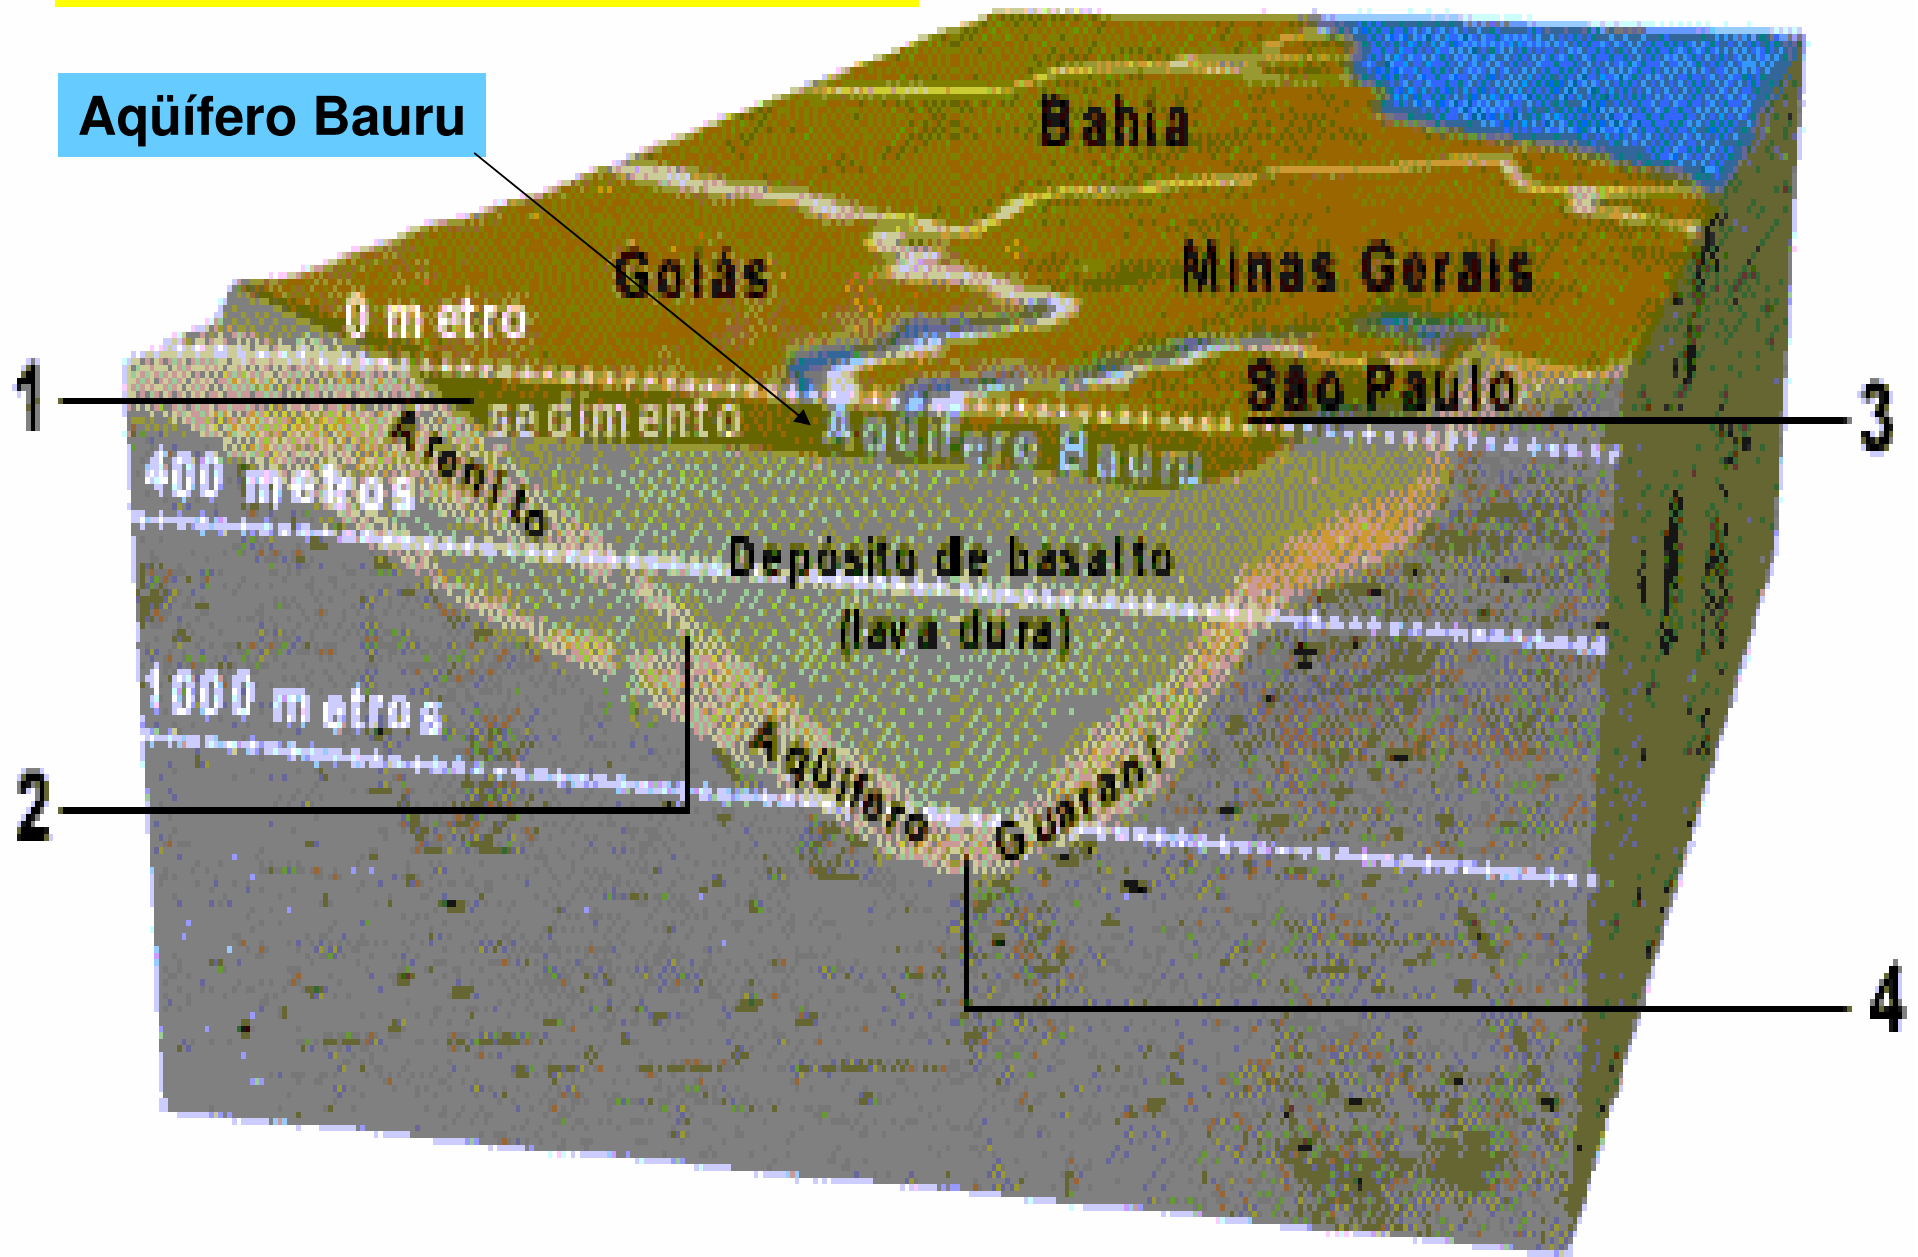 Aqüífero Bauru
Bahia
Goiás
Minas Gerais
0 metro
São Paulo
1
3
sedimento
Aqüífero Bauru
Arenito
400 metros
Depósito de basalto
(lava dura)
1000 metros
Aqüífero Guarani
2
4